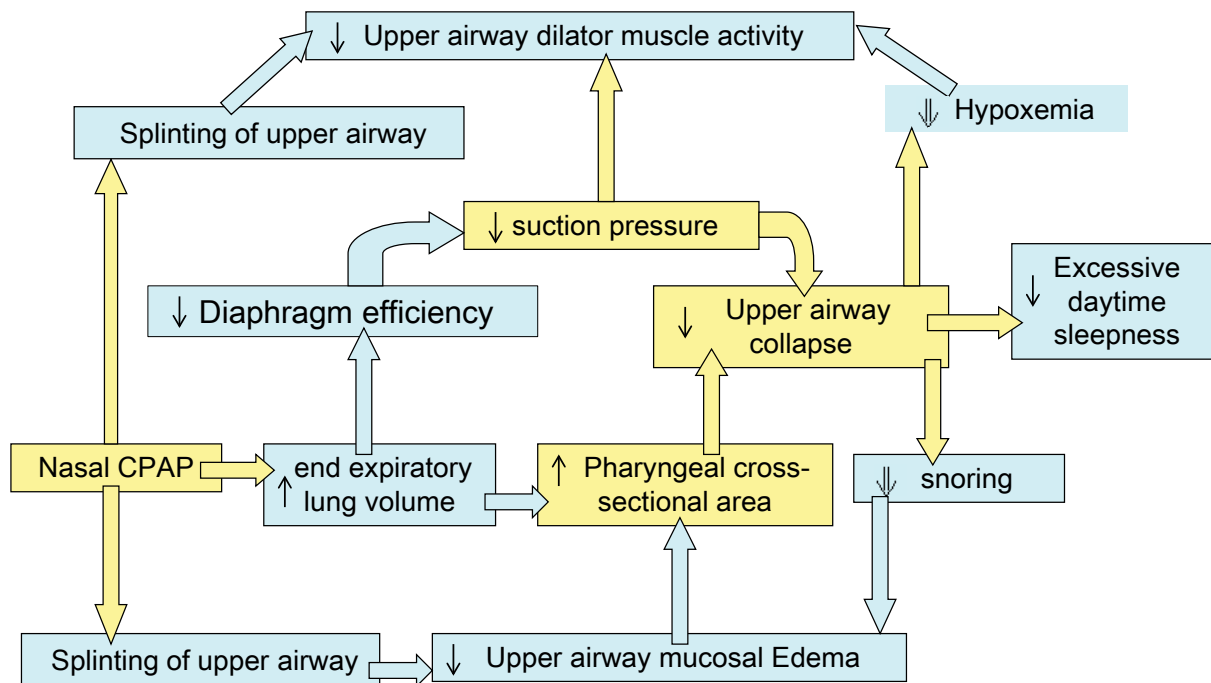 ↓ Upper airway dilator muscle activity
Splinting of upper airway
⇓ Hypoxemia
↓ suction pressure
Excessive
↓ daytime
sleepness
↓ Diaphragm efficiency
Upper airway
↓ collapse
Nasal CPAP
end expiratory
↑ lung volume
↑ Pharyngeal cross-
sectional area
⇓ snoring
Splinting of upper airway
↓ Upper airway mucosal Edema